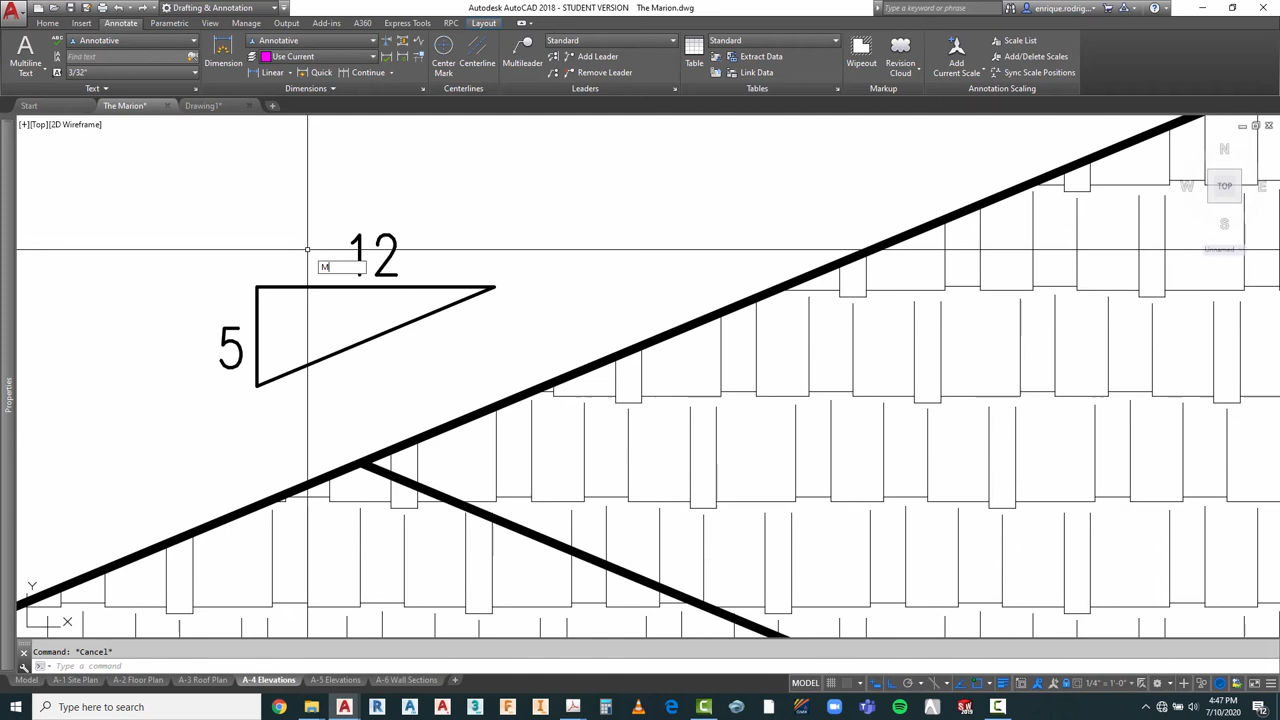 Drafting & Annotation
Autodesk AutoCAD 2018 - STUDENT VERSION The Marion.dwg
Type a keyword or phrase
enrique.rodrig...
Home Insert Annotate Parametric View Manage Output Add-ins A360 Express Tools RPC Layout
Annotative Annotative Standard Standard
Find text Use Current Add Leader Extract Data Scale List
Multiline Text Dimension Center Mark Centerline Multileader Table Wipeout Revision Cloud Add Current Scale Add/Delete Scales
3/32" Linear Quick Continue Remove Leader Link Data Sync Scale Positions
Text Dimensions Centerlines Leaders Tables Markup Annotation Scaling
Start The Marion* Drawing1*
[+][Top][2D Wireframe]
N
W TOP E
S
Unnamed
12
M
5
Properties
Y
X
Command: *Cancel*
Type a command
Model A-1 Site Plan A-2 Floor Plan A-3 Roof Plan A-4 Elevations A-5 Elevations A-6 Wall Sections
MODEL 1/4" = 1'-0"
Type here to search
4:47 PM
7/10/2020